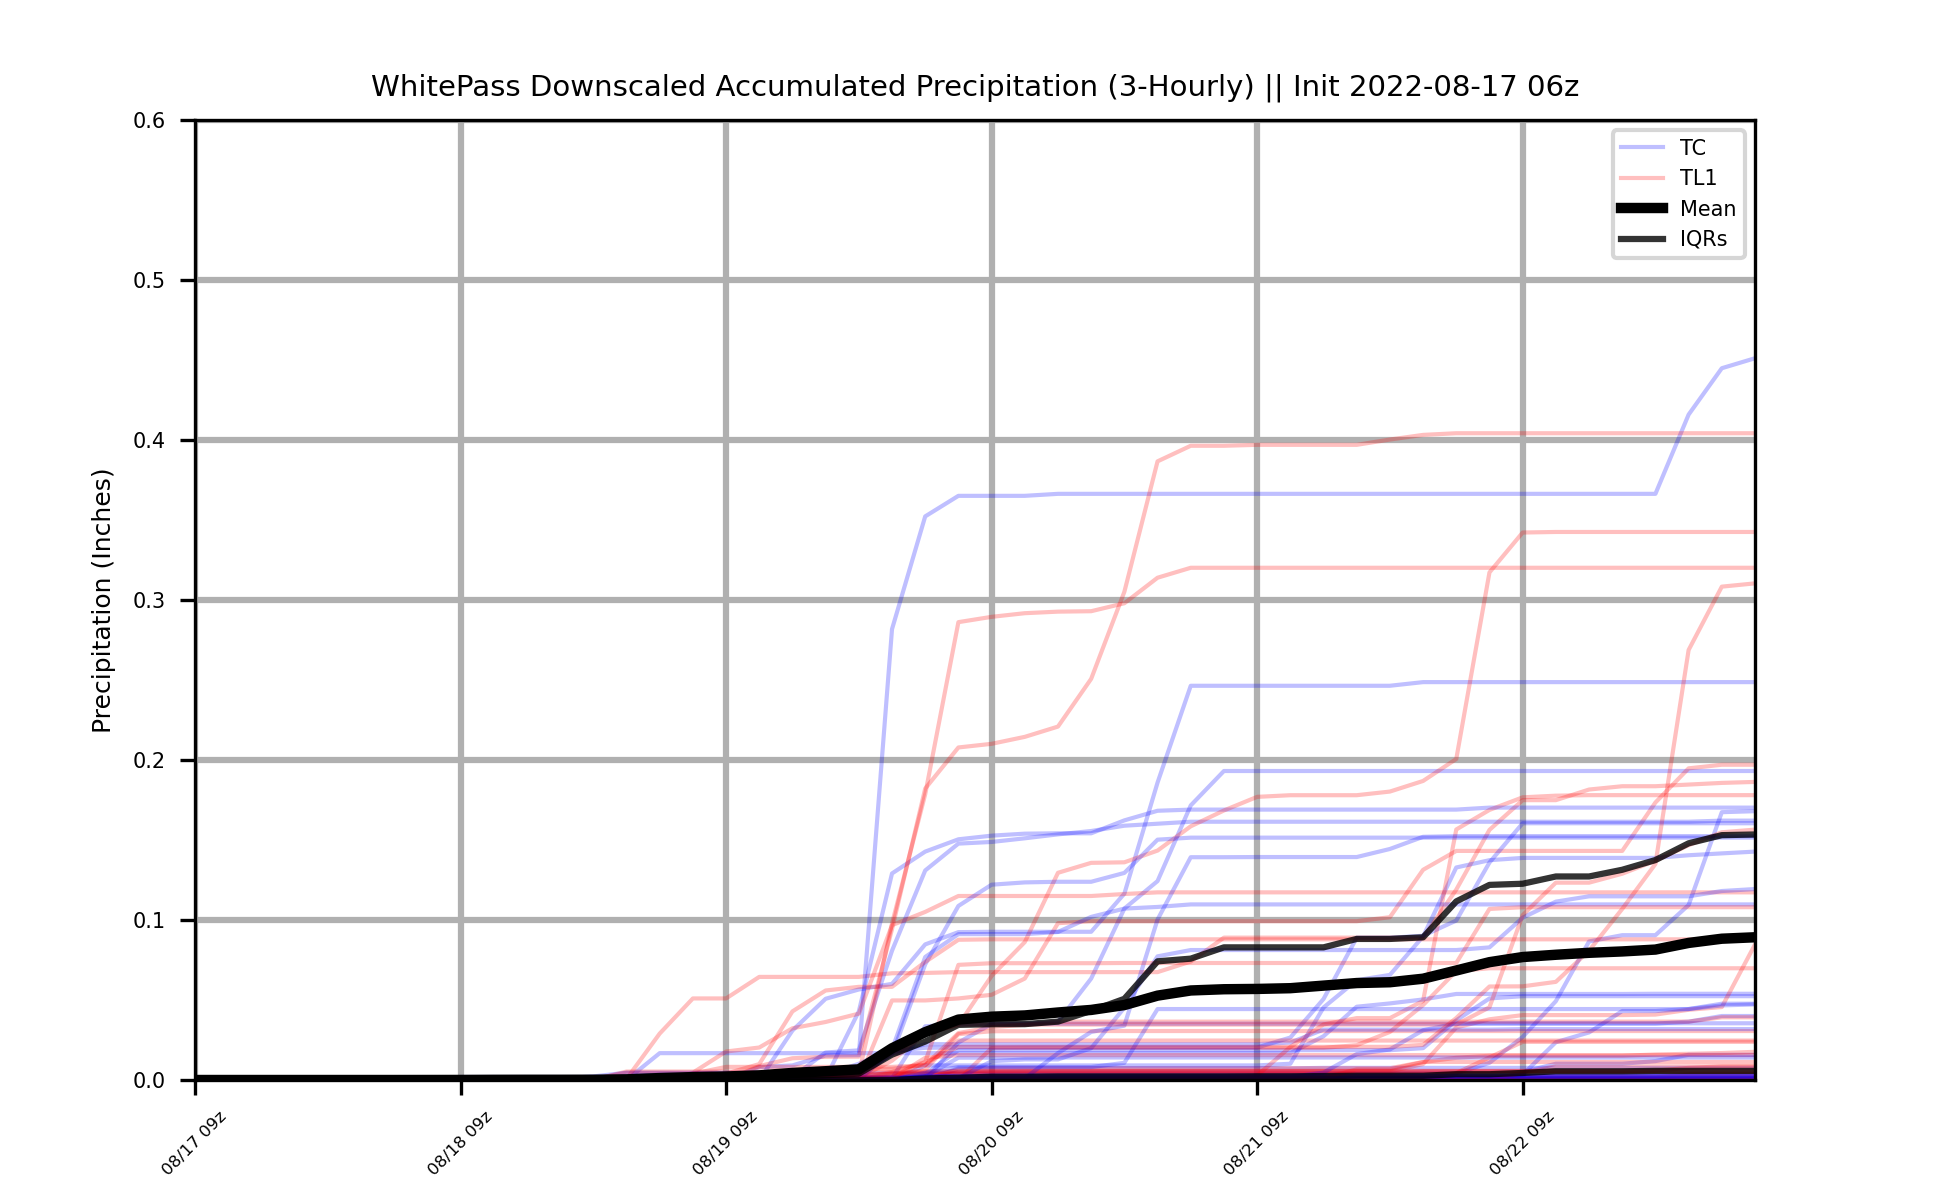 WhitePass Downscaled Accumulated Precipitation (3-Hourly) || Init 2022-08-17 06z
TC
TL1
Mean
IQRs
Precipitation (Inches)
0.6
0.5
0.4
0.3
0.2
0.1
0.0
08/17 09z
08/18 09z
08/19 09z
08/20 09z
08/21 09z
08/22 09z